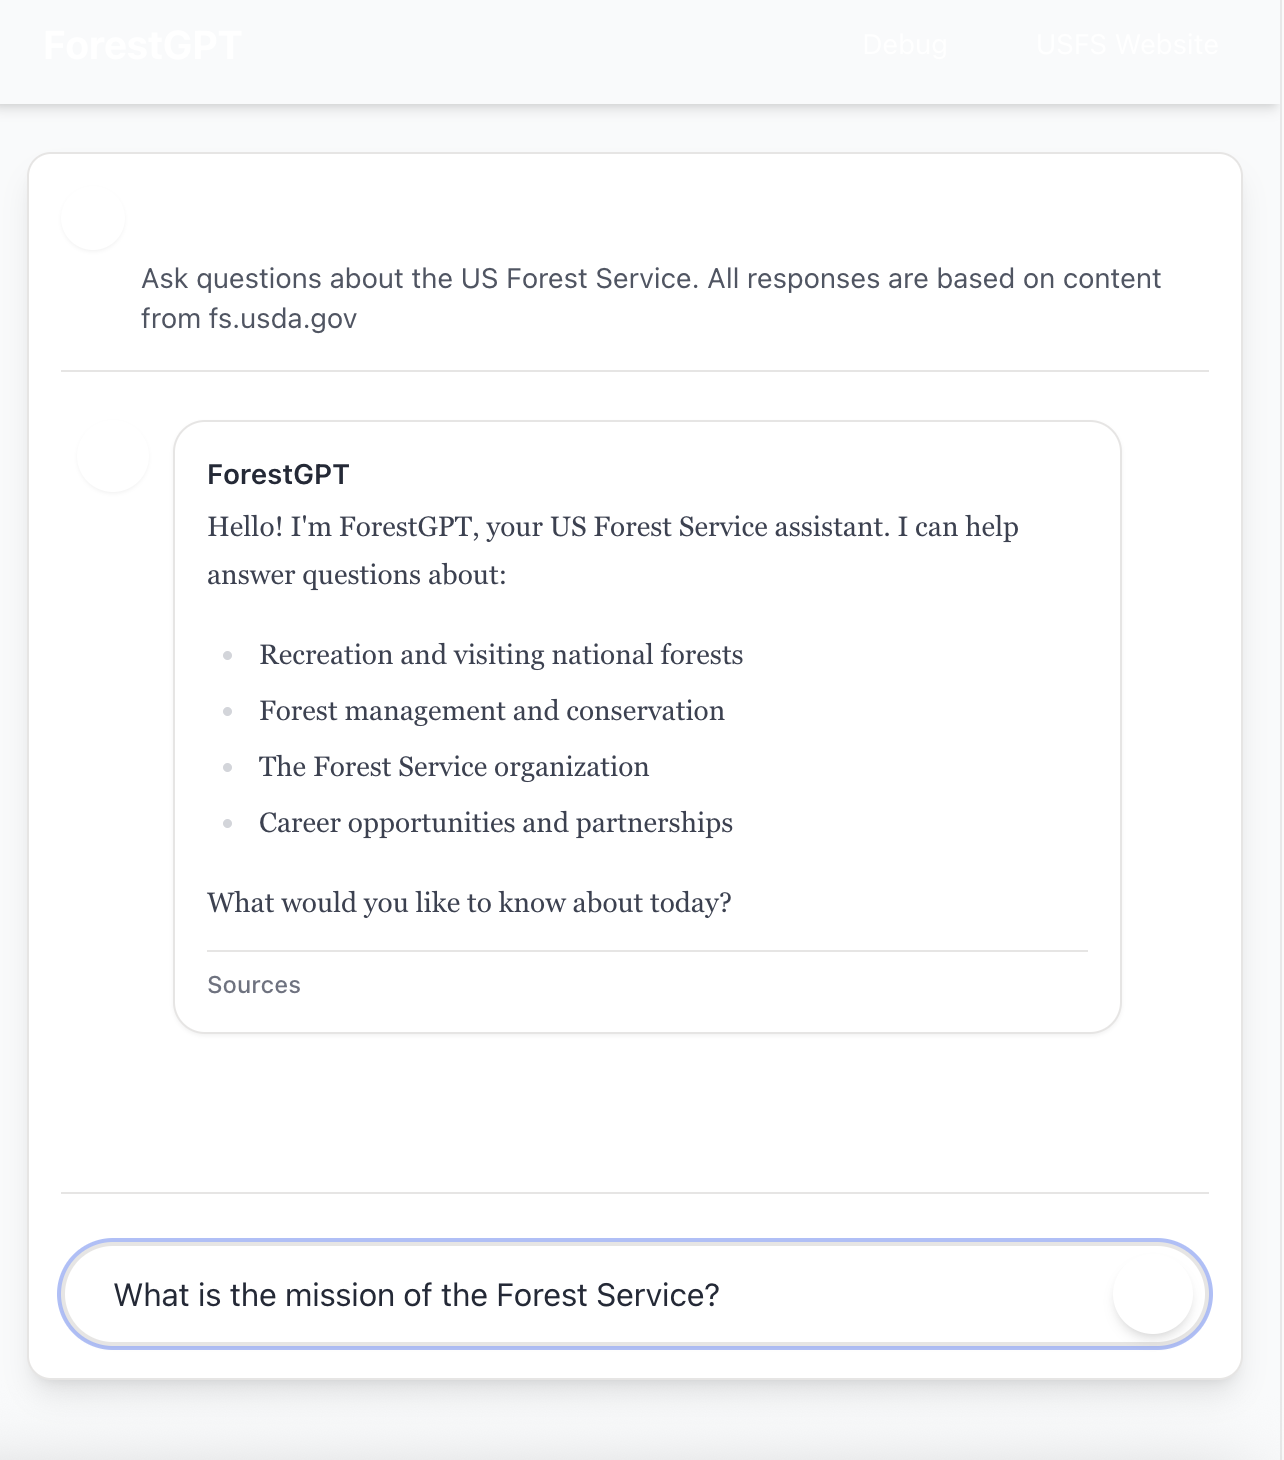 ForestGPT
Debug
USFS Website
Ask questions about the US Forest Service. All responses are based on content
from fs.usda.gov
ForestGPT
Hello! I'm ForestGPT, your US Forest Service assistant. I can help
answer questions about:
Recreation and visiting national forests
Forest management and conservation
The Forest Service organization
Career opportunities and partnerships
What would you like to know about today?
Sources
What is the mission of the Forest Service?